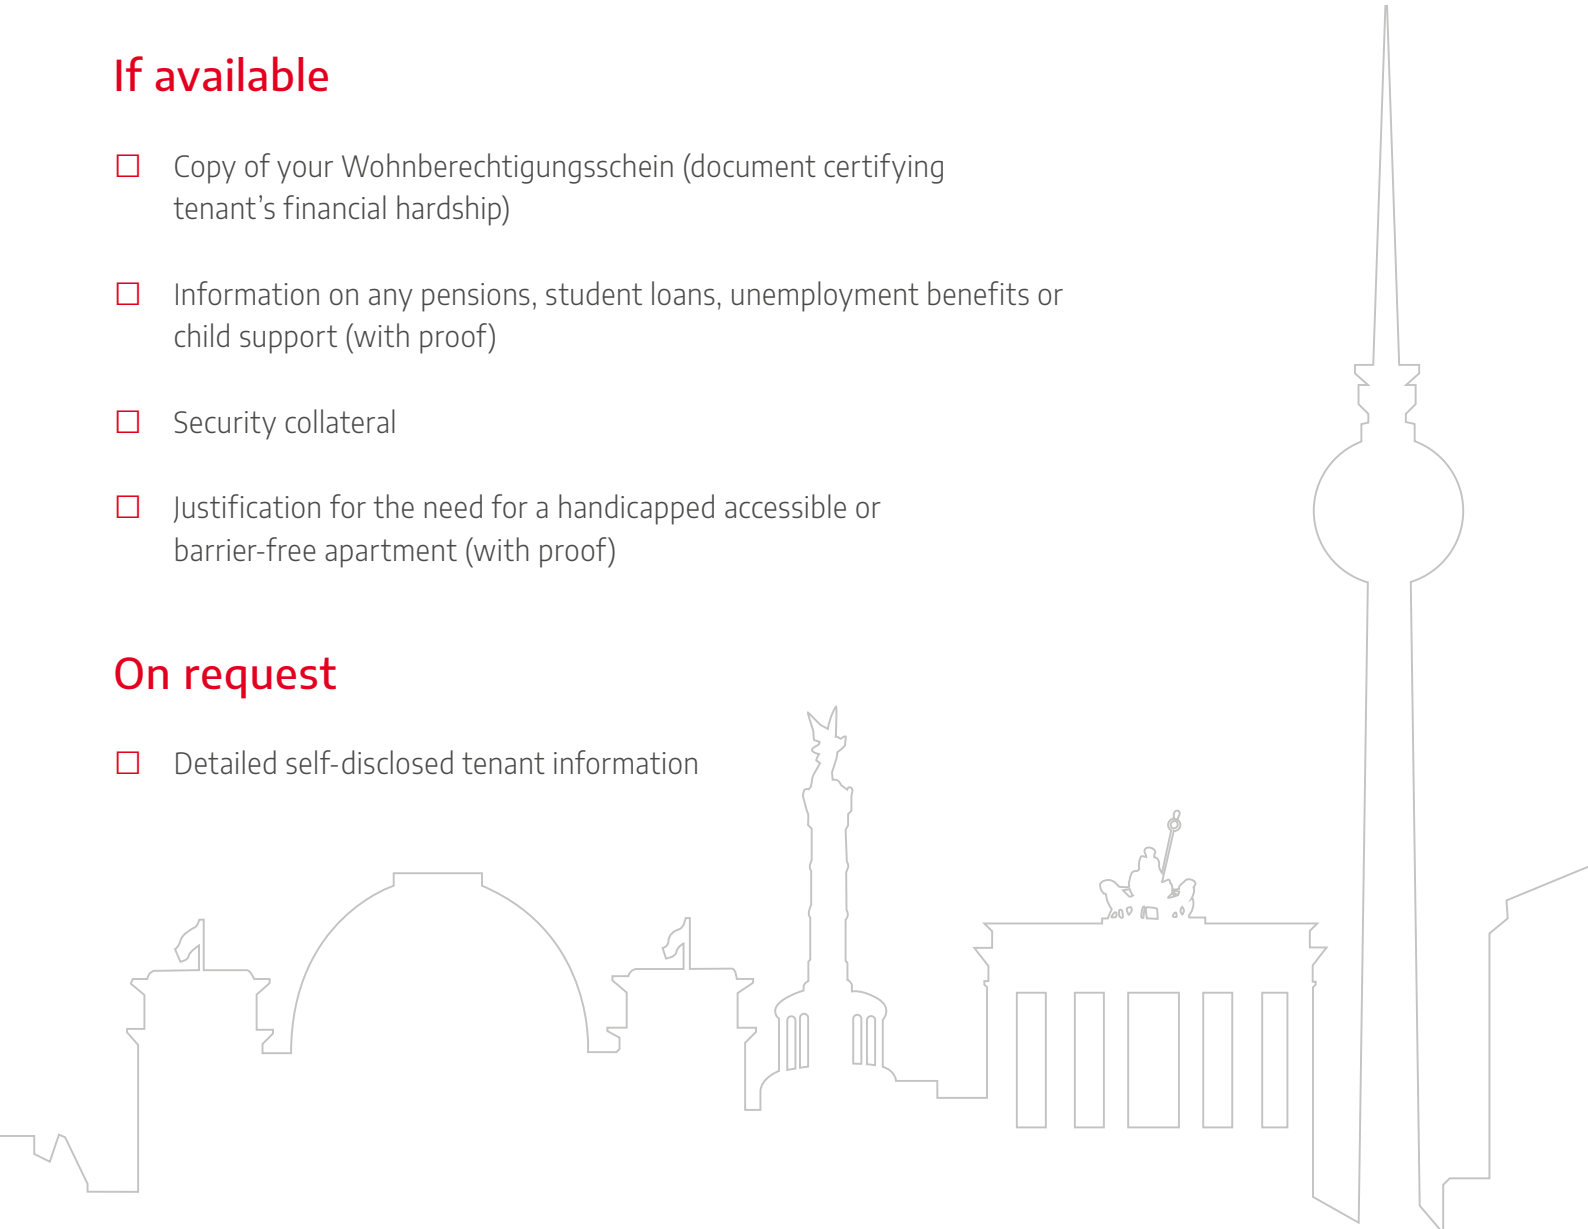 If available
☐ Copy of your Wohnberechtigungsschein (document certifying
tenant’s financial hardship)
☐ Information on any pensions, student loans, unemployment benefits or
child support (with proof)
☐ Security collateral
☐ Justification for the need for a handicapped accessible or
barrier-free apartment (with proof)
On request
☐ Detailed self-disclosed tenant information